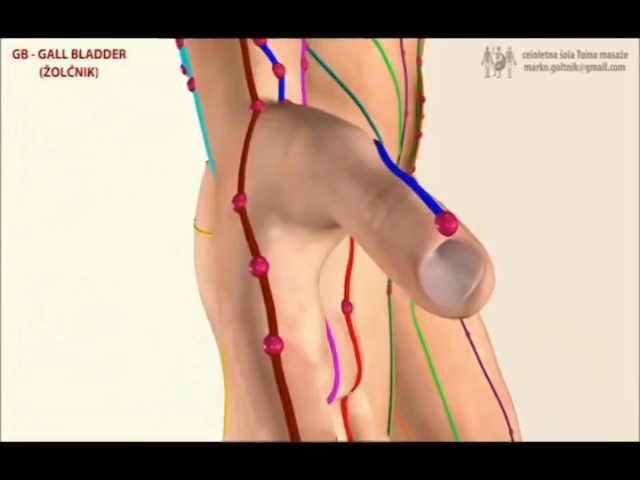 GB - GALL BLADDER
(ŽOLČNIK)
celoletna šola Tuina masaže
marko.goltnik@gmail.com